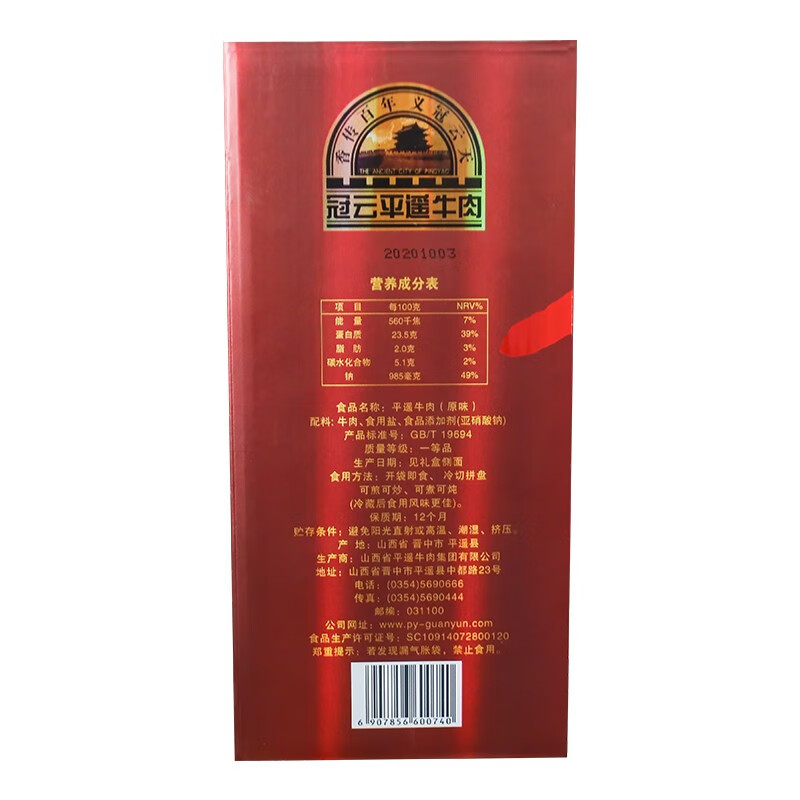 香传百年 义冠云天
THE ANCIENT CITY OF PINGYAO
冠云平遥牛肉
20201003
营养成分表
项 目 每100克 NRV%
能 量 560千焦 7%
蛋白质 23.5克 39%
脂 肪 2.0克 3%
碳水化合物 5.1克 2%
钠 985毫克 49%
食品名称：平遥牛肉（原味）
配料：牛肉、食用盐、食品添加剂(亚硝酸钠)
产品标准号：GB/T 19694
质量等级：一等品
生产日期：见礼盒侧面
食用方法：开袋即食、冷切拼盘
可煎可炒、可煮可炖
(冷藏后食用风味更佳)。
保质期：12个月
贮存条件：避免阳光直射或高温、潮湿、挤压。
产 地：山西省 晋中市 平遥县
生产商：山西省平遥牛肉集团有限公司
地址：山西省晋中市平遥县中都路23号
电话：(0354)5690666
传真：(0354)5690444
邮编：031100
公司网址：www.py-guanyun.com
食品生产许可证号：SC10914072800120
郑重提示：若发现漏气胀袋，禁止食用。
6 907856 600740